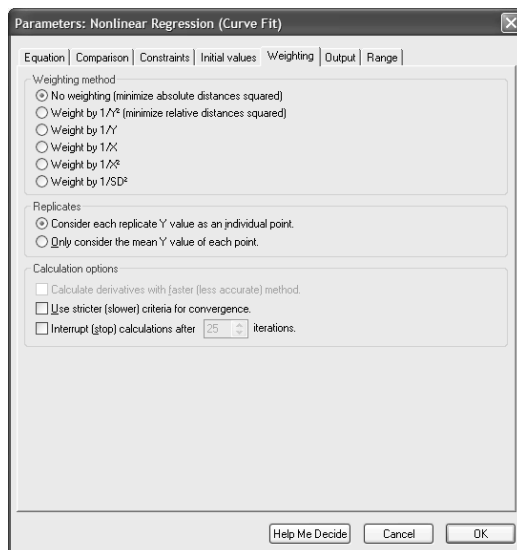 Parameters: Nonlinear Regression (Curve Fit)
Equation Comparison Constraints Initial values Weighting Output Range
Weighting method
No weighting (minimize absolute distances squared)
Weight by 1/Y² (minimize relative distances squared)
Weight by 1/Y
Weight by 1/X
Weight by 1/X²
Weight by 1/SD²
Replicates
Consider each replicate Y value as an individual point.
Only consider the mean Y value of each point.
Calculation options
Calculate derivatives with faster (less accurate) method.
Use stricter (slower) criteria for convergence.
Interrupt (stop) calculations after 25 iterations.
Help Me Decide Cancel OK